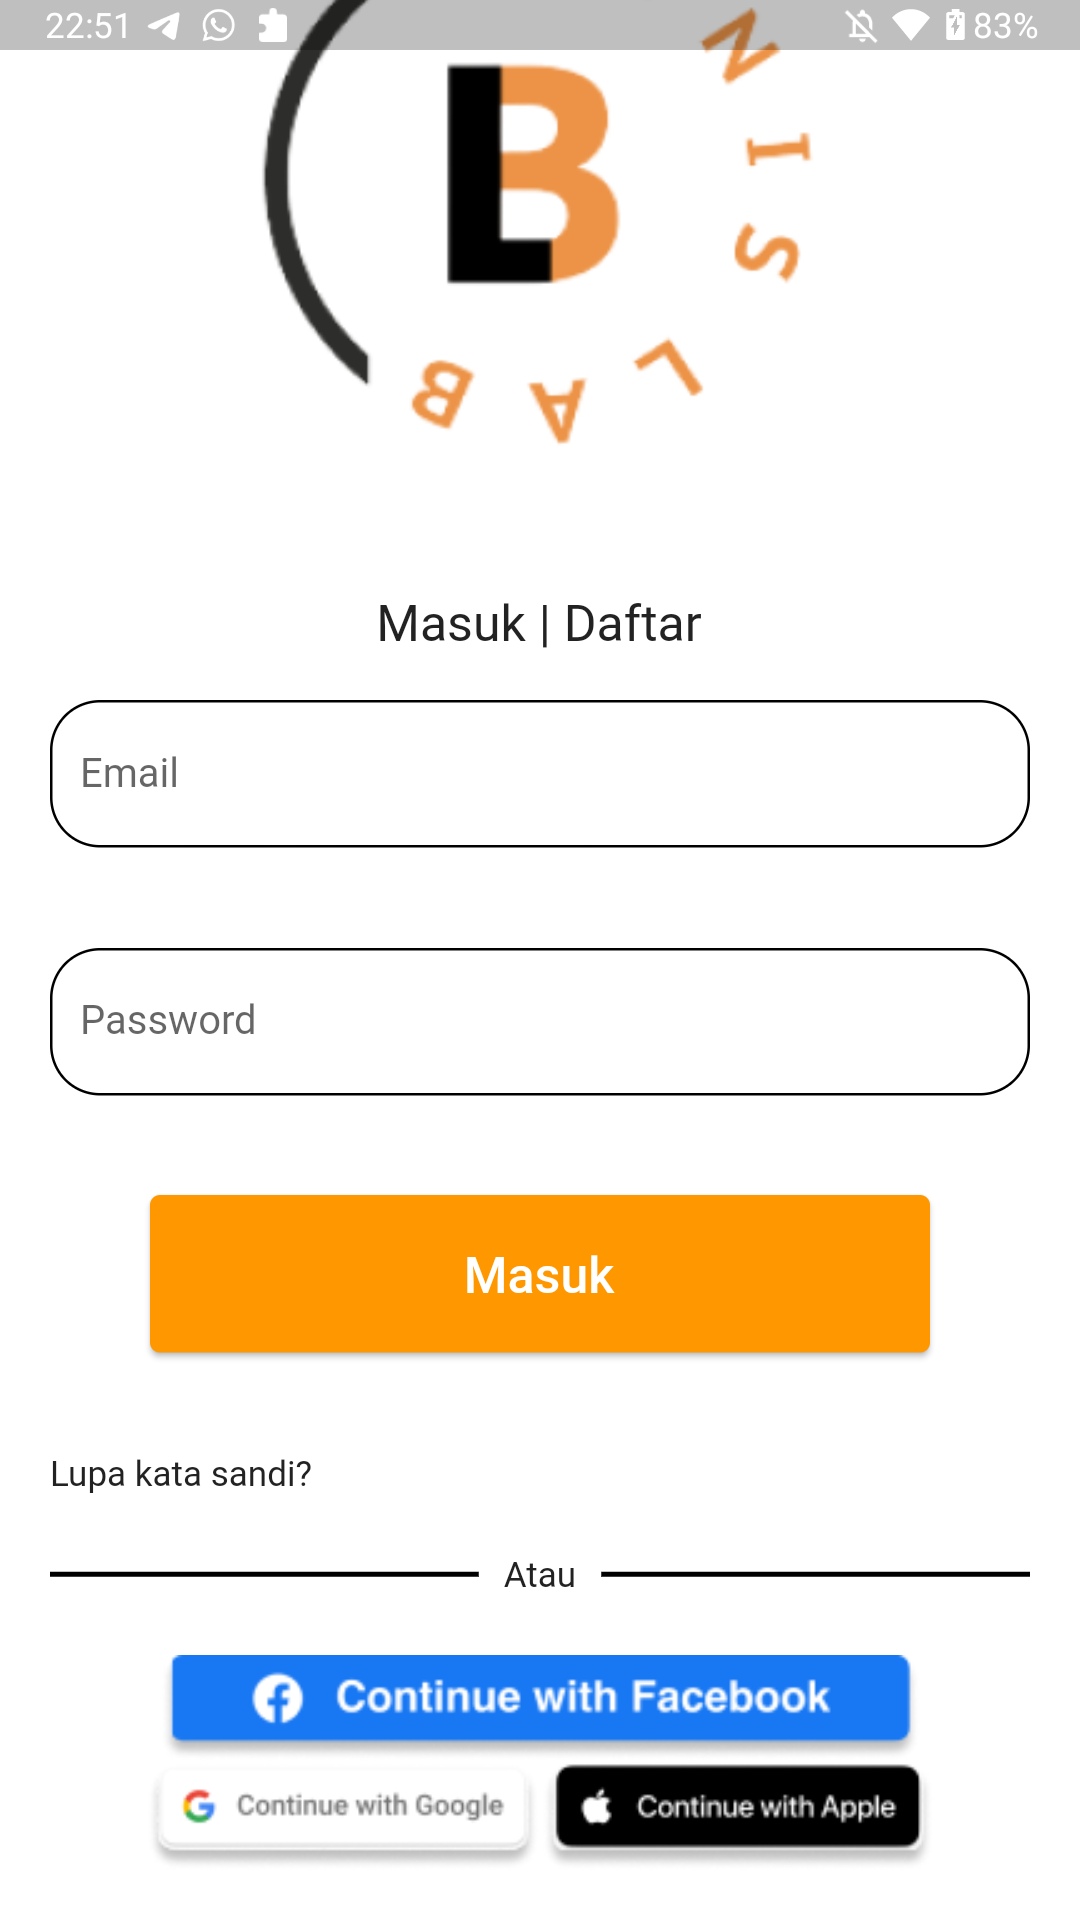 22:51
83%
B
N I S L A B
Masuk | Daftar
Email
Password
Masuk
Lupa kata sandi?
Atau
Continue with Facebook
Continue with Google
Continue with Apple